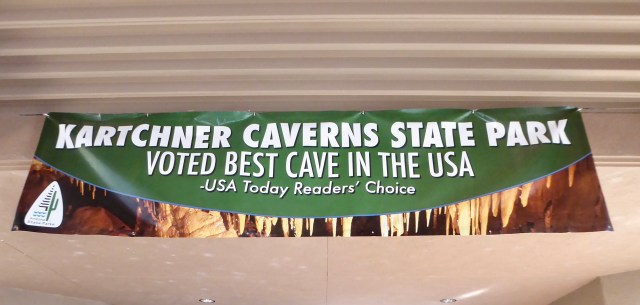 KARTCHNER CAVERNS STATE PARK
VOTED BEST CAVE IN THE USA
-USA Today Readers' Choice